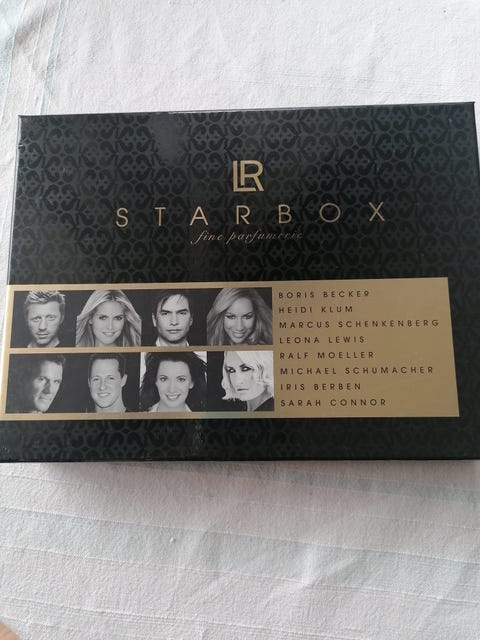 LR
STARBOX
fine parfumerie
BORIS BECKER
HEIDI KLUM
MARCUS SCHENKENBERG
LEONA LEWIS
RALF MOELLER
MICHAEL SCHUMACHER
IRIS BERBEN
SARAH CONNOR